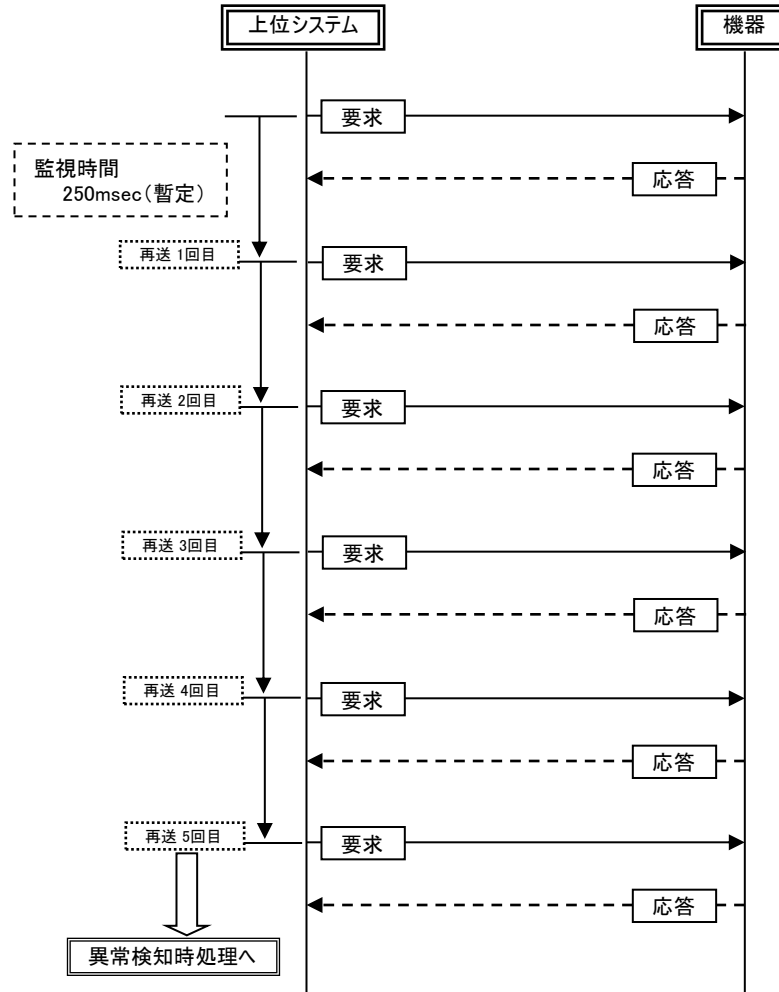 上位システム
機器
要求
監視時間
250msec(暫定)
応答
再送 1回目
要求
応答
再送 2回目
要求
応答
再送 3回目
要求
応答
再送 4回目
要求
応答
再送 5回目
要求
応答
異常検知時処理へ